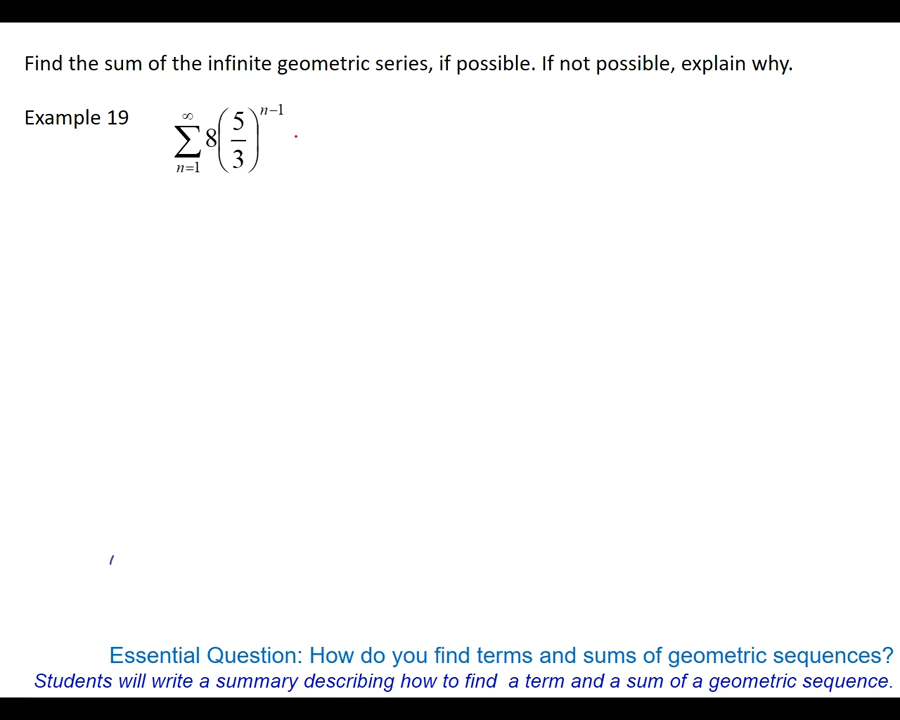 Find the sum of the infinite geometric series, if possible. If not possible, explain why.
Example 19 ∑_{n=1}^{∞} 8(5/3)^{n−1}
Essential Question: How do you find terms and sums of geometric sequences?
Students will write a summary describing how to find a term and a sum of a geometric sequence.